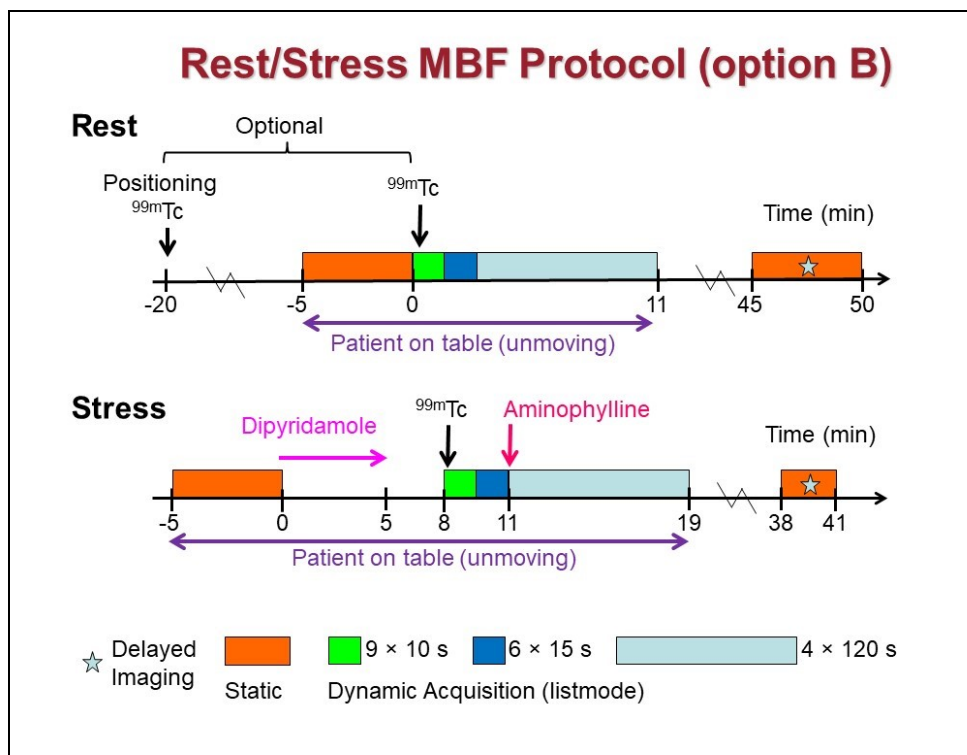 Rest/Stress MBF Protocol (option B)
Rest
Optional
Positioning
99mTc
99mTc
Time (min)
-20
-5
0
11
45
50
Patient on table (unmoving)
Stress
Dipyridamole
99mTc
Aminophylline
Time (min)
-5
0
5
8
11
19
38
41
Patient on table (unmoving)
Delayed
Imaging
Static
9 × 10 s
6 × 15 s
4 × 120 s
Dynamic Acquisition (listmode)